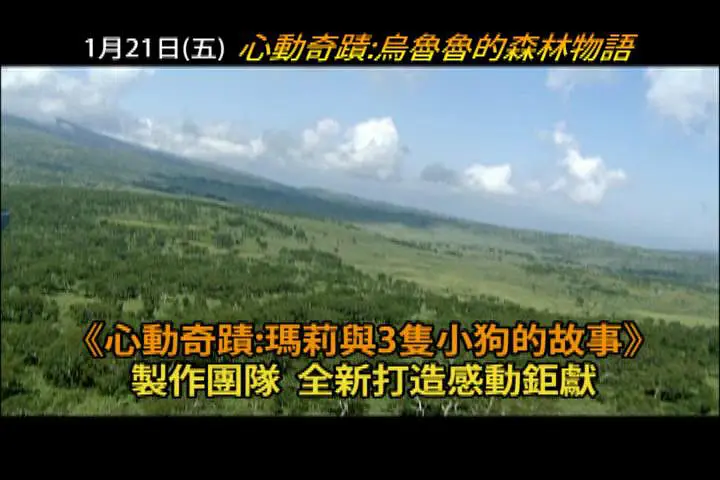 1月21日(五) 心動奇蹟:烏魯魯的森林物語
《心動奇蹟:瑪莉與3隻小狗的故事》
製作團隊 全新打造感動鉅獻